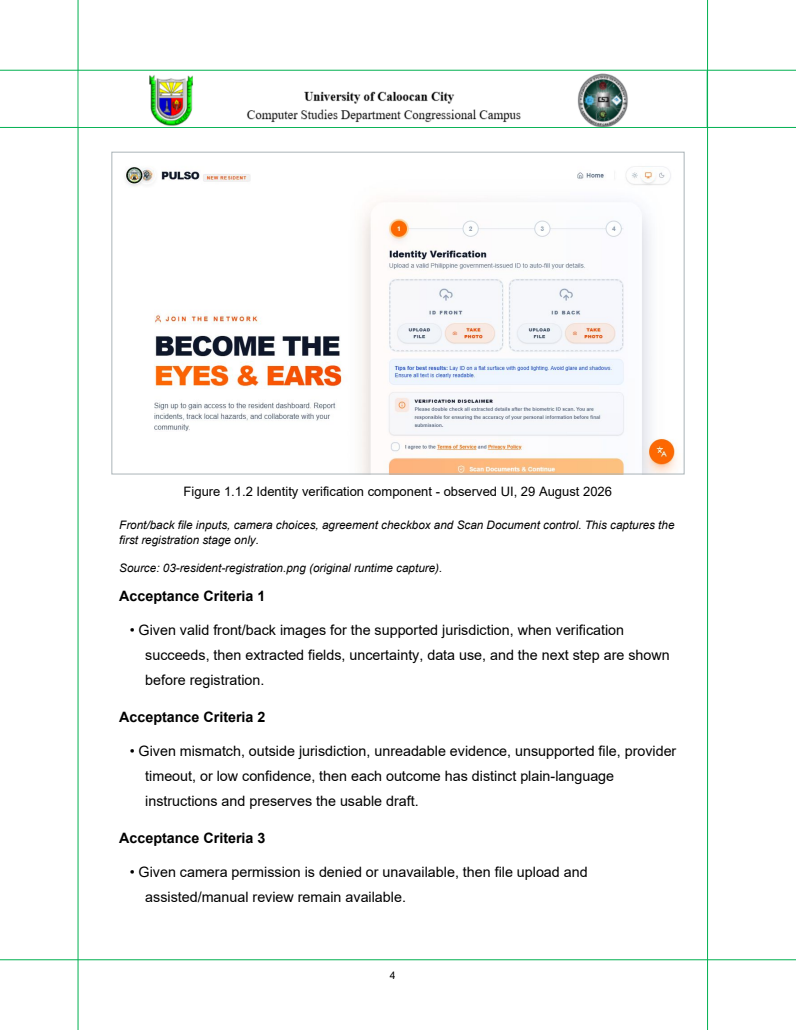 University of Caloocan City
Computer Studies Department Congressional Campus
PULSO NEW RESIDENT
Home
1 2 3 4
Identity Verification
Upload a valid Philippine government-issued ID to auto-fill your details.
ID FRONT
UPLOAD FILE
TAKE PHOTO
ID BACK
UPLOAD FILE
TAKE PHOTO
Tips for best results: Lay ID on a flat surface with good lighting. Avoid glare and shadows.
Ensure all text is clearly readable.
VERIFICATION DISCLAIMER
Please double check all extracted details after the biometric ID scan. You are
responsible for ensuring the accuracy of your personal information before final
submission.
I agree to the Terms of Service and Privacy Policy
Scan Documents & Continue
JOIN THE NETWORK
BECOME THE
EYES & EARS
Sign up to gain access to the resident dashboard. Report
incidents, track local hazards, and collaborate with your
community.
Figure 1.1.2 Identity verification component - observed UI, 29 August 2026
Front/back file inputs, camera choices, agreement checkbox and Scan Document control. This captures the
first registration stage only.
Source: 03-resident-registration.png (original runtime capture).
Acceptance Criteria 1
• Given valid front/back images for the supported jurisdiction, when verification
succeeds, then extracted fields, uncertainty, data use, and the next step are shown
before registration.
Acceptance Criteria 2
• Given mismatch, outside jurisdiction, unreadable evidence, unsupported file, provider
timeout, or low confidence, then each outcome has distinct plain-language
instructions and preserves the usable draft.
Acceptance Criteria 3
• Given camera permission is denied or unavailable, then file upload and
assisted/manual review remain available.
4